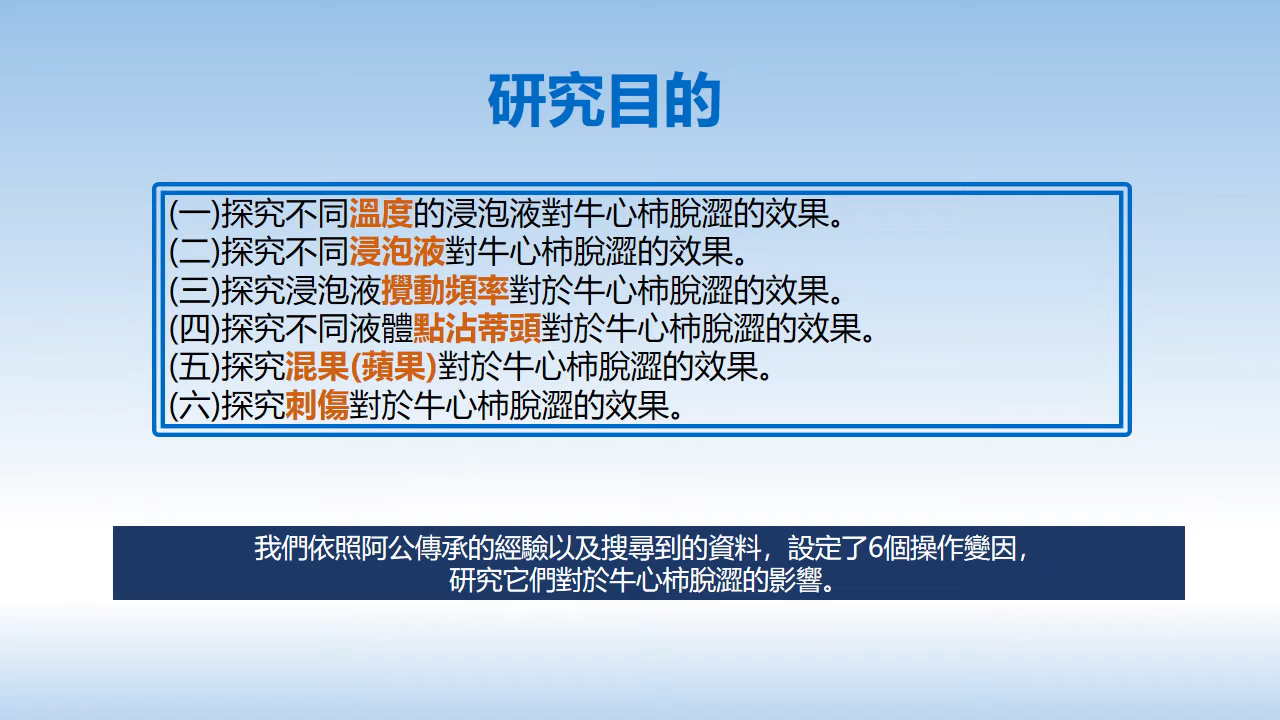 研究目的
(一)探究不同溫度的浸泡液對牛心柿脫澀的效果。
(二)探究不同浸泡液對牛心柿脫澀的效果。
(三)探究浸泡液攪動頻率對於牛心柿脫澀的效果。
(四)探究不同液體點沾蒂頭對於牛心柿脫澀的效果。
(五)探究混果(蘋果)對於牛心柿脫澀的效果。
(六)探究刺傷對於牛心柿脫澀的效果。
我們依照阿公傳承的經驗以及搜尋到的資料，設定了6個操作變因，
研究它們對於牛心柿脫澀的影響。